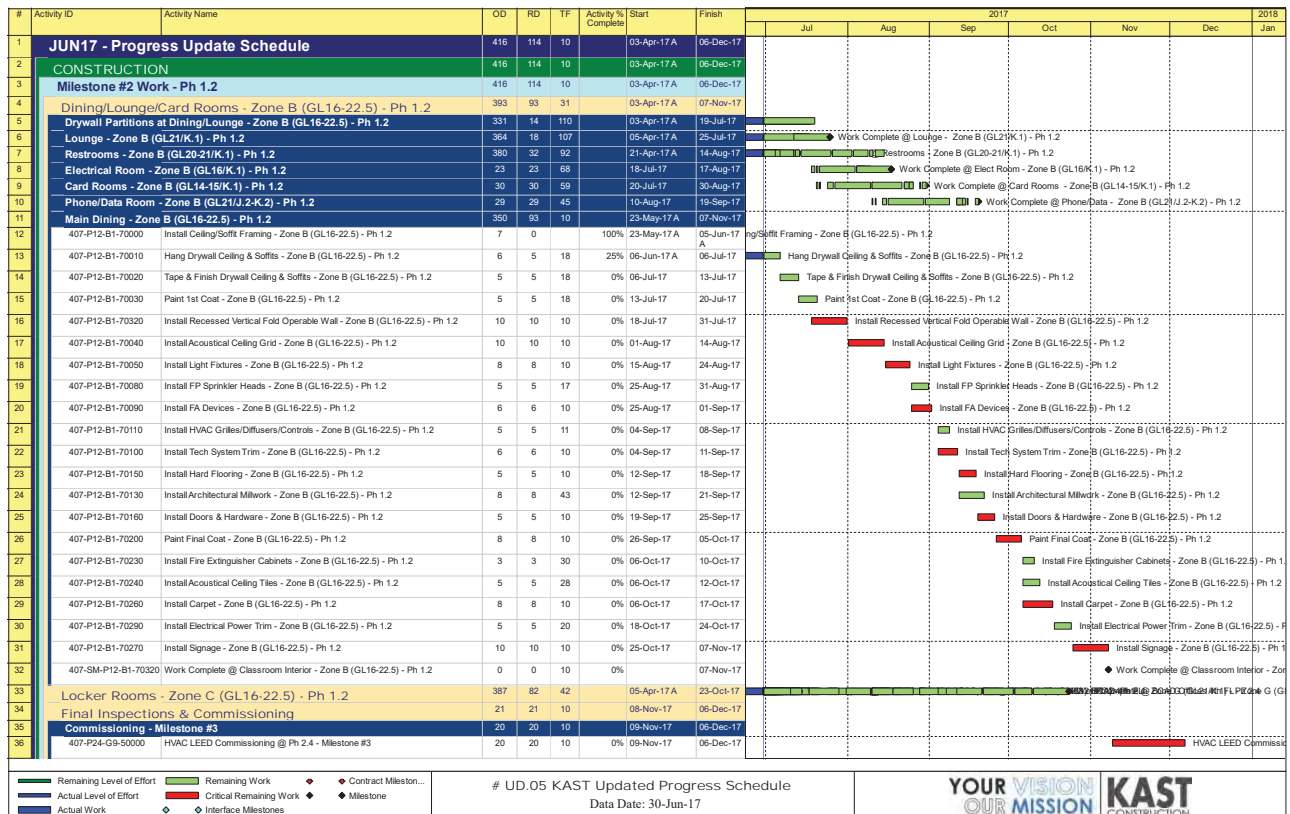 # Activity ID Activity Name OD RD TF Activity % Complete Start Finish 2017 2018
Jul Aug Sep Oct Nov Dec Jan
1 JUN17 - Progress Update Schedule 416 114 10 03-Apr-17 A 06-Dec-17
2 CONSTRUCTION 416 114 10 03-Apr-17 A 06-Dec-17
3 Milestone #2 Work - Ph 1.2 416 114 10 03-Apr-17 A 06-Dec-17
4 Dining/Lounge/Card Rooms - Zone B (GL16-22.5) - Ph 1.2 393 93 31 03-Apr-17 A 07-Nov-17
5 Drywall Partitions at Dining/Lounge - Zone B (GL16-22.5) - Ph 1.2 331 14 110 03-Apr-17 A 19-Jul-17
6 Lounge - Zone B (GL21/K.1) - Ph 1.2 364 18 107 05-Apr-17 A 25-Jul-17 Work Complete @ Lounge - Zone B (GL21/K.1) - Ph 1.2
7 Restrooms - Zone B (GL20-21/K.1) - Ph 1.2 380 32 92 21-Apr-17 A 14-Aug-17 Restrooms - Zone B (GL20-21/K.1) - Ph 1.2
8 Electrical Room - Zone B (GL16/K.1) - Ph 1.2 23 23 68 18-Jul-17 17-Aug-17 Work Complete @ Elect Room - Zone B (GL16/K.1) - Ph 1.2
9 Card Rooms - Zone B (GL14-15/K.1) - Ph 1.2 30 30 59 20-Jul-17 30-Aug-17 Work Complete @ Card Rooms - Zone B (GL14-15/K.1) - Ph 1.2
10 Phone/Data Room - Zone B (GL21/J.2-K.2) - Ph 1.2 29 29 45 10-Aug-17 19-Sep-17 Work Complete @ Phone/Data - Zone B (GL21/J.2-K.2) - Ph 1.2
11 Main Dining - Zone B (GL16-22.5) - Ph 1.2 350 93 10 23-May-17 A 07-Nov-17
12 407-P12-B1-70000 Install Ceiling/Soffit Framing - Zone B (GL16-22.5) - Ph 1.2 7 0 100% 23-May-17 A 05-Jun-17 A ng/Soffit Framing - Zone B (GL16-22.5) - Ph 1.2
13 407-P12-B1-70010 Hang Drywall Ceiling & Soffits - Zone B (GL16-22.5) - Ph 1.2 6 5 18 25% 06-Jun-17 A 06-Jul-17 Hang Drywall Ceiling & Soffits - Zone B (GL16-22.5) - Ph 1.2
14 407-P12-B1-70020 Tape & Finish Drywall Ceiling & Soffits - Zone B (GL16-22.5) - Ph 1.2 5 5 18 0% 06-Jul-17 13-Jul-17 Tape & Finish Drywall Ceiling & Soffits - Zone B (GL16-22.5) - Ph 1.2
15 407-P12-B1-70030 Paint 1st Coat - Zone B (GL16-22.5) - Ph 1.2 5 5 18 0% 13-Jul-17 20-Jul-17 Paint 1st Coat - Zone B (GL16-22.5) - Ph 1.2
16 407-P12-B1-70320 Install Recessed Vertical Fold Operable Wall - Zone B (GL16-22.5) - Ph 1.2 10 10 10 0% 18-Jul-17 31-Jul-17 Install Recessed Vertical Fold Operable Wall - Zone B (GL16-22.5) - Ph 1.2
17 407-P12-B1-70040 Install Acoustical Ceiling Grid - Zone B (GL16-22.5) - Ph 1.2 10 10 10 0% 01-Aug-17 14-Aug-17 Install Acoustical Ceiling Grid - Zone B (GL16-22.5) - Ph 1.2
18 407-P12-B1-70050 Install Light Fixtures - Zone B (GL16-22.5) - Ph 1.2 8 8 10 0% 15-Aug-17 24-Aug-17 Install Light Fixtures - Zone B (GL16-22.5) - Ph 1.2
19 407-P12-B1-70080 Install FP Sprinkler Heads - Zone B (GL16-22.5) - Ph 1.2 5 5 17 0% 25-Aug-17 31-Aug-17 Install FP Sprinkler Heads - Zone B (GL16-22.5) - Ph 1.2
20 407-P12-B1-70090 Install FA Devices - Zone B (GL16-22.5) - Ph 1.2 6 6 10 0% 25-Aug-17 01-Sep-17 Install FA Devices - Zone B (GL16-22.5) - Ph 1.2
21 407-P12-B1-70110 Install HVAC Grilles/Diffusers/Controls - Zone B (GL16-22.5) - Ph 1.2 5 5 11 0% 04-Sep-17 08-Sep-17 Install HVAC Grilles/Diffusers/Controls - Zone B (GL16-22.5) - Ph 1.2
22 407-P12-B1-70100 Install Tech System Trim - Zone B (GL16-22.5) - Ph 1.2 6 6 10 0% 04-Sep-17 11-Sep-17 Install Tech System Trim - Zone B (GL16-22.5) - Ph 1.2
23 407-P12-B1-70150 Install Hard Flooring - Zone B (GL16-22.5) - Ph 1.2 5 5 10 0% 12-Sep-17 18-Sep-17 Install Hard Flooring - Zone B (GL16-22.5) - Ph 1.2
24 407-P12-B1-70130 Install Architectural Millwork - Zone B (GL16-22.5) - Ph 1.2 8 8 43 0% 12-Sep-17 21-Sep-17 Install Architectural Millwork - Zone B (GL16-22.5) - Ph 1.2
25 407-P12-B1-70160 Install Doors & Hardware - Zone B (GL16-22.5) - Ph 1.2 5 5 10 0% 19-Sep-17 25-Sep-17 Install Doors & Hardware - Zone B (GL16-22.5) - Ph 1.2
26 407-P12-B1-70200 Paint Final Coat - Zone B (GL16-22.5) - Ph 1.2 8 8 10 0% 26-Sep-17 05-Oct-17 Paint Final Coat - Zone B (GL16-22.5) - Ph 1.2
27 407-P12-B1-70230 Install Fire Extinguisher Cabinets - Zone B (GL16-22.5) - Ph 1.2 3 3 30 0% 06-Oct-17 10-Oct-17 Install Fire Extinguisher Cabinets - Zone B (GL16-22.5) - Ph 1.
28 407-P12-B1-70240 Install Acoustical Ceiling Tiles - Zone B (GL16-22.5) - Ph 1.2 5 5 28 0% 06-Oct-17 12-Oct-17 Install Acoustical Ceiling Tiles - Zone B (GL16-22.5) - Ph 1.2
29 407-P12-B1-70260 Install Carpet - Zone B (GL16-22.5) - Ph 1.2 8 8 10 0% 06-Oct-17 17-Oct-17 Install Carpet - Zone B (GL16-22.5) - Ph 1.2
30 407-P12-B1-70290 Install Electrical Power Trim - Zone B (GL16-22.5) - Ph 1.2 5 5 20 0% 18-Oct-17 24-Oct-17 Install Electrical Power Trim - Zone B (GL16-22.5) - P
31 407-P12-B1-70270 Install Signage - Zone B (GL16-22.5) - Ph 1.2 10 10 10 0% 25-Oct-17 07-Nov-17 Install Signage - Zone B (GL16-22.5) - Ph 1
32 407-SM-P12-B1-70320 Work Complete @ Classroom Interior - Zone B (GL16-22.5) - Ph 1.2 0 0 10 0% 07-Nov-17 Work Complete @ Classroom Interior - Zon
33 Locker Rooms - Zone C (GL16-22.5) - Ph 1.2 387 82 42 05-Apr-17 A 23-Oct-17
34 Final Inspections & Commissioning 21 21 10 08-Nov-17 06-Dec-17
35 Commissioning - Milestone #3 20 20 10 09-Nov-17 06-Dec-17
36 407-P24-G9-50000 HVAC LEED Commissioning @ Ph 2.4 - Milestone #3 20 20 10 0% 09-Nov-17 06-Dec-17 HVAC LEED Commissio
Remaining Level of Effort Remaining Work Contract Mileston...
Actual Level of Effort Critical Remaining Work Milestone
Actual Work Interface Milestones
# UD.05 KAST Updated Progress Schedule
Data Date: 30-Jun-17
YOUR VISION
OUR MISSION
KAST
CONSTRUCTION